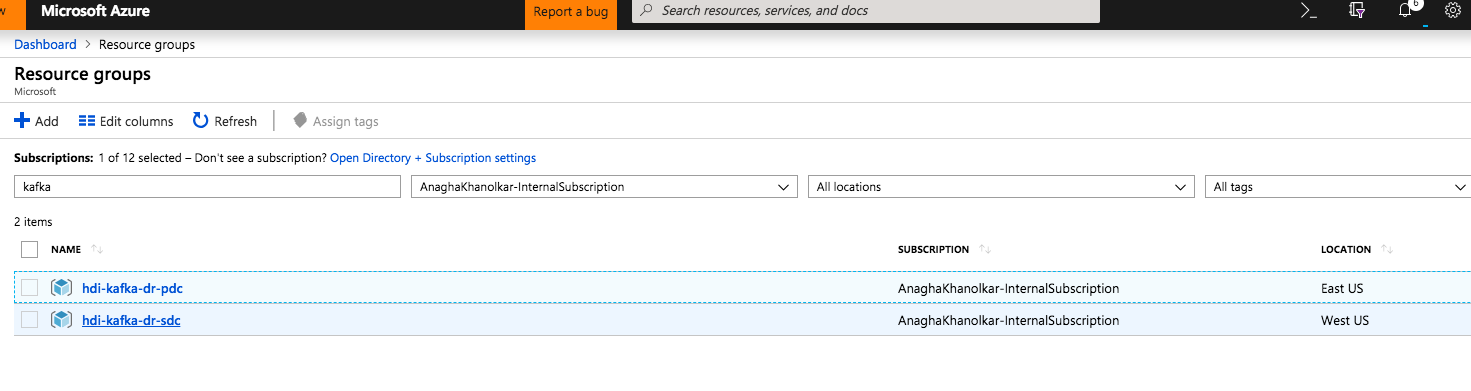 Microsoft Azure
Report a bug
Search resources, services, and docs
6
Dashboard > Resource groups
Resource groups
Microsoft
Add
Edit columns
Refresh
Assign tags
Subscriptions: 1 of 12 selected – Don't see a subscription? Open Directory + Subscription settings
kafka
AnaghaKhanolkar-InternalSubscription
All locations
All tags
2 items
NAME SUBSCRIPTION LOCATION
hdi-kafka-dr-pdc AnaghaKhanolkar-InternalSubscription East US
hdi-kafka-dr-sdc AnaghaKhanolkar-InternalSubscription West US